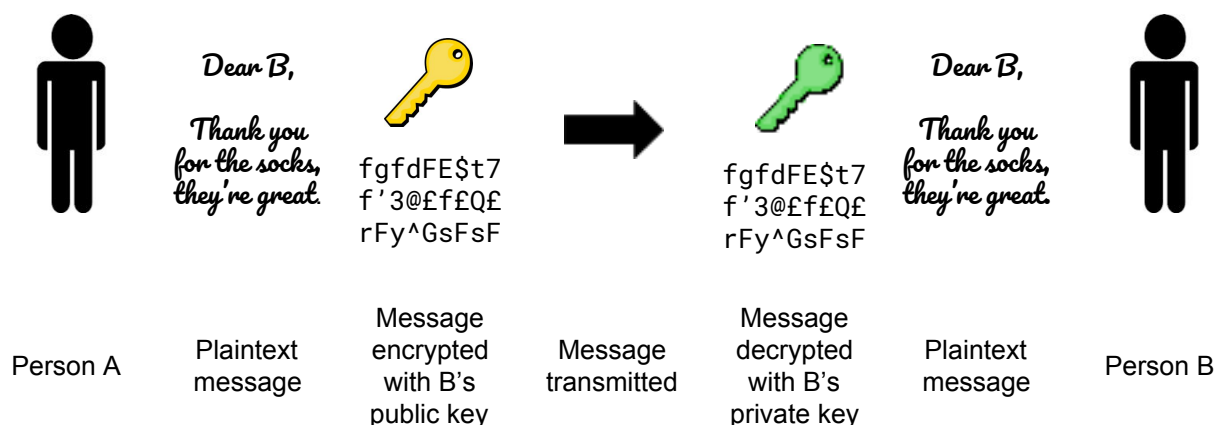 Dear B,
Thank you
for the socks,
they're great.
fgfdFE$t7
f'3@£f£Q£
rFy^GsFsF
fgfdFE$t7
f'3@£f£Q£
rFy^GsFsF
Dear B,
Thank you
for the socks,
they're great.
Person A
Plaintext
message
Message
encrypted
with B's
public key
Message
transmitted
Message
decrypted
with B's
private key
Plaintext
message
Person B